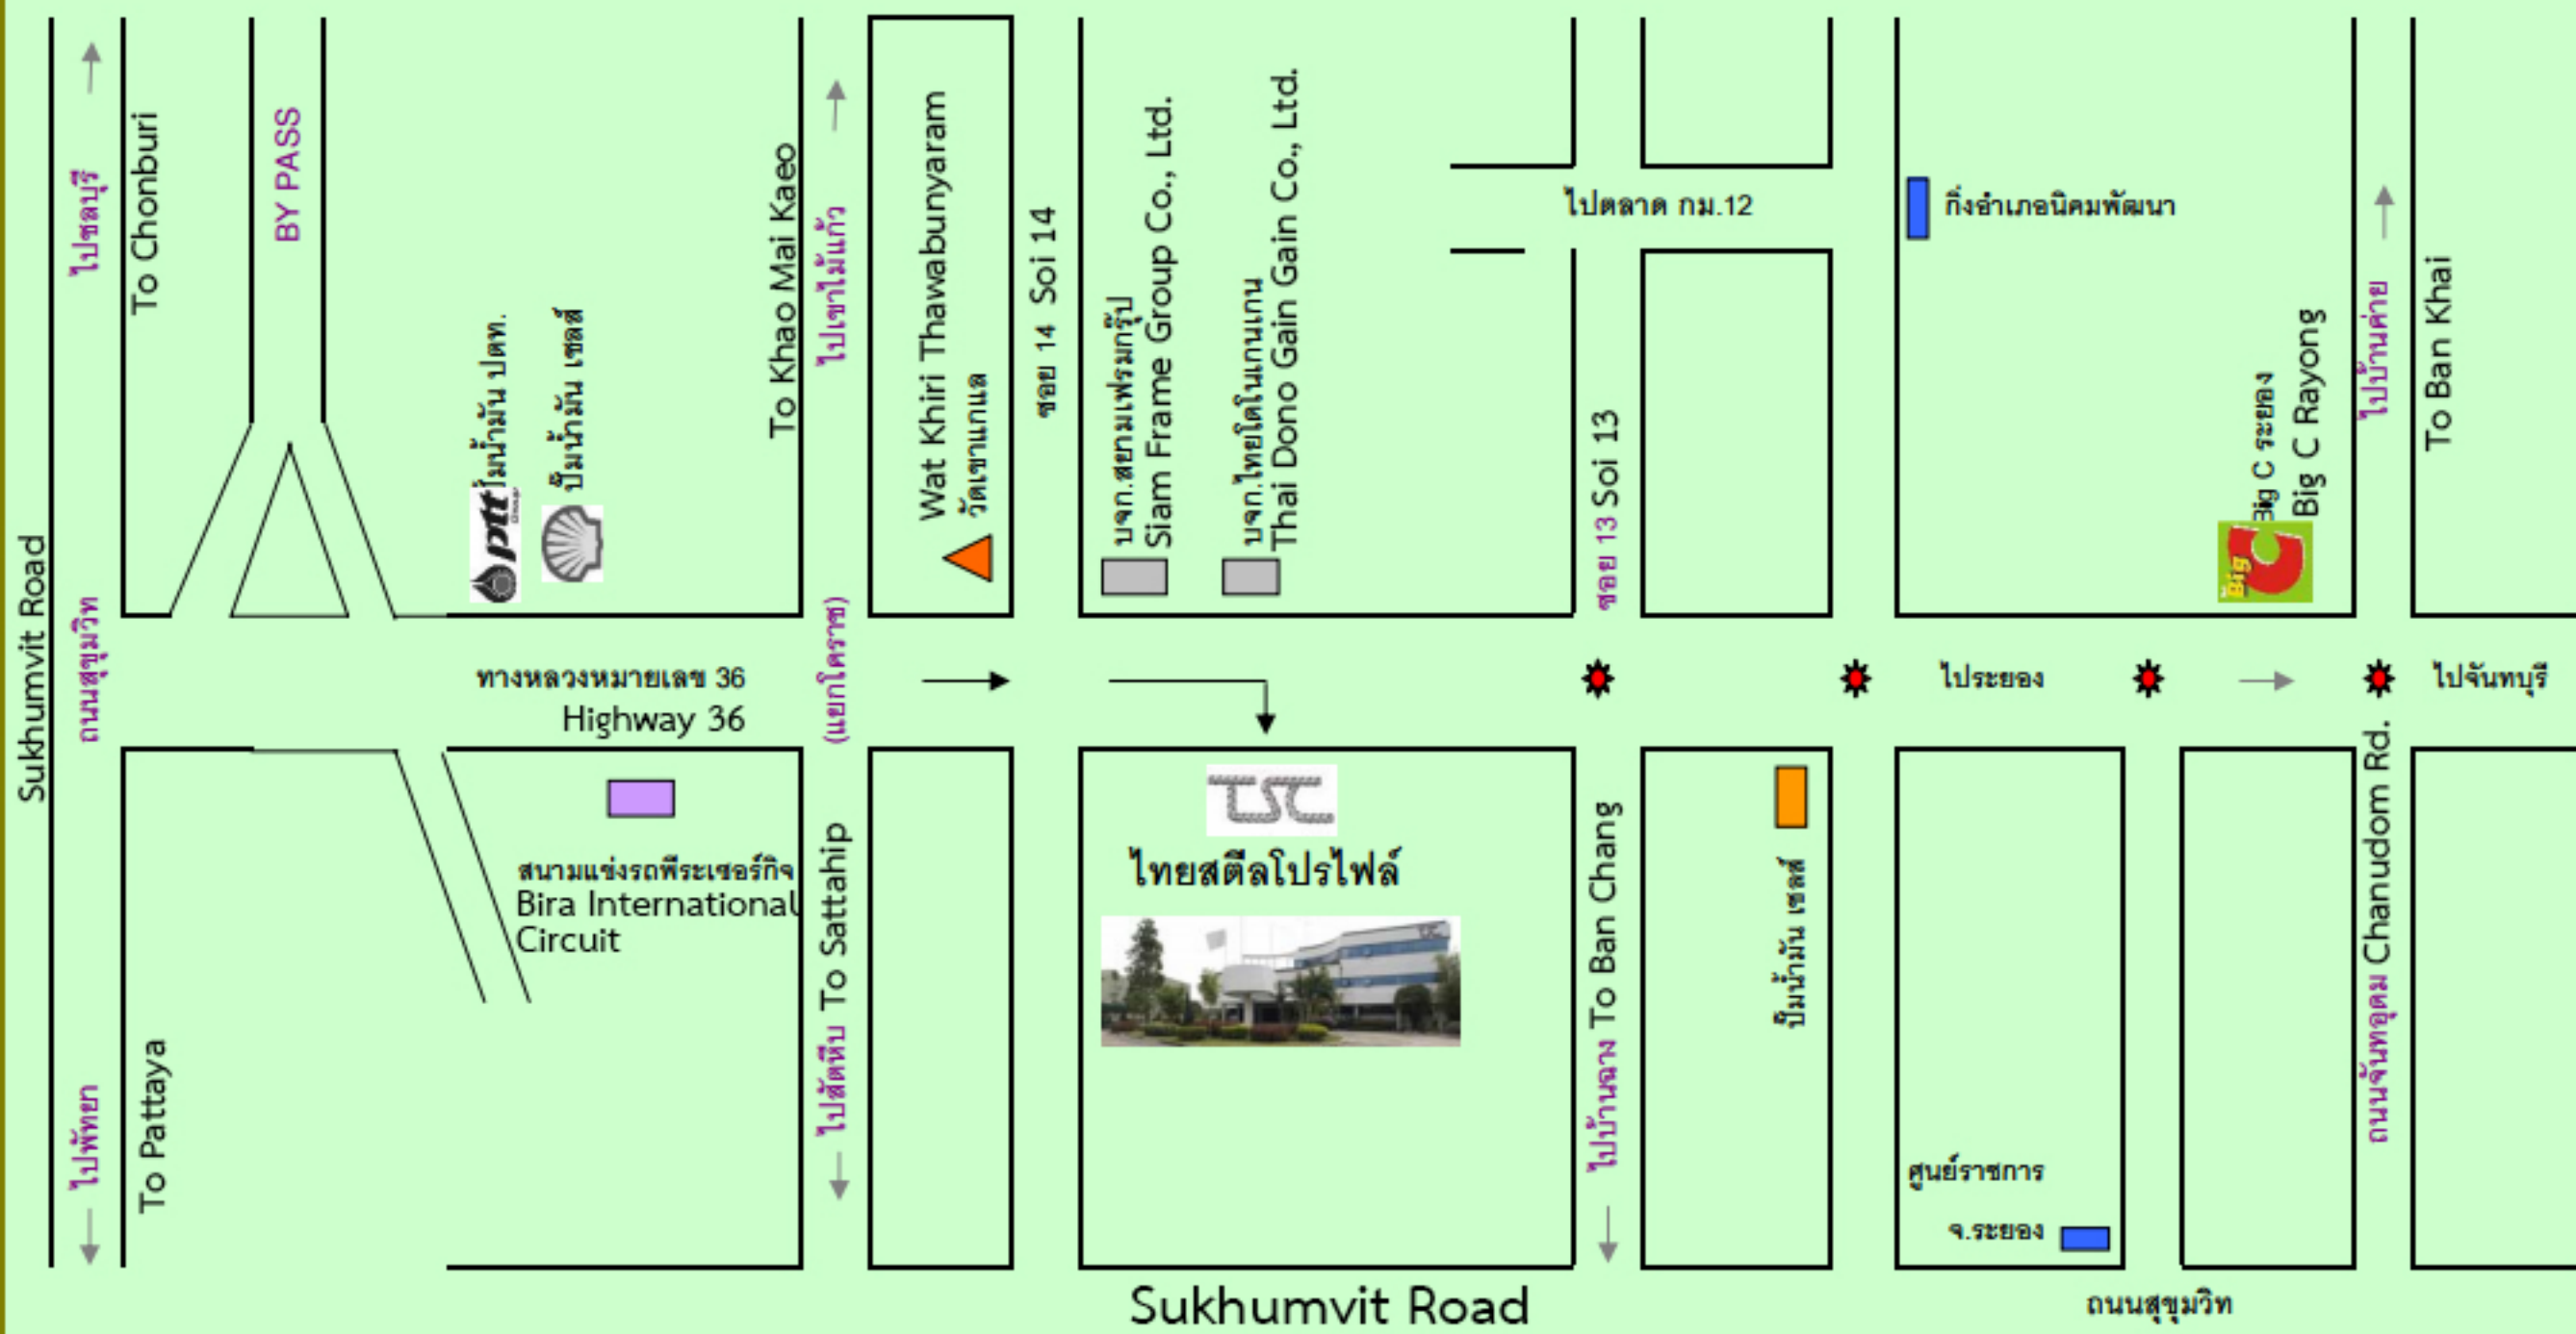 Sukhumvit Road
ถนนสุขุมวิท
ไปชลบุรี
To Chonburi
ไปพัทยา
To Pattaya
BY PASS
ptt
ปั๊มน้ำมัน ปตท.
ปั๊มน้ำมัน เชลส์
To Khao Mai Kaeo
ไปเขาไม้แก้ว
(แยกโคราช)
Wat Khiri Thawabunyaram
วัดเขาแกแล
ซอย 14 Soi 14
บจก.สยามเฟรมกรุ๊ป
Siam Frame Group Co., Ltd.
บจก.ไทยโดโนเกนเกน
Thai Dono Gain Gain Co., Ltd.
ไปตลาด กม.12
ซอย 13 Soi 13
กิ่งอำเภอนิคมพัฒนา
Big C
Big C ระยอง
Big C Rayong
ไปบ้านค่าย
To Ban Khai
ทางหลวงหมายเลข 36
Highway 36
ไประยอง
ไปจันทบุรี
สนามแข่งรถพีระเซอร์กิจ
Bira International
Circuit
ไปสัตหีบ To Sattahip
TSC
ไทยสตีลโปรไฟล์
ไปบ้านฉาง To Ban Chang
ปั๊มน้ำมัน เชลส์
ศูนย์ราชการ
จ.ระยอง
ถนนจันทอุดม Chanudom Rd.
Sukhumvit Road
ถนนสุขุมวิท